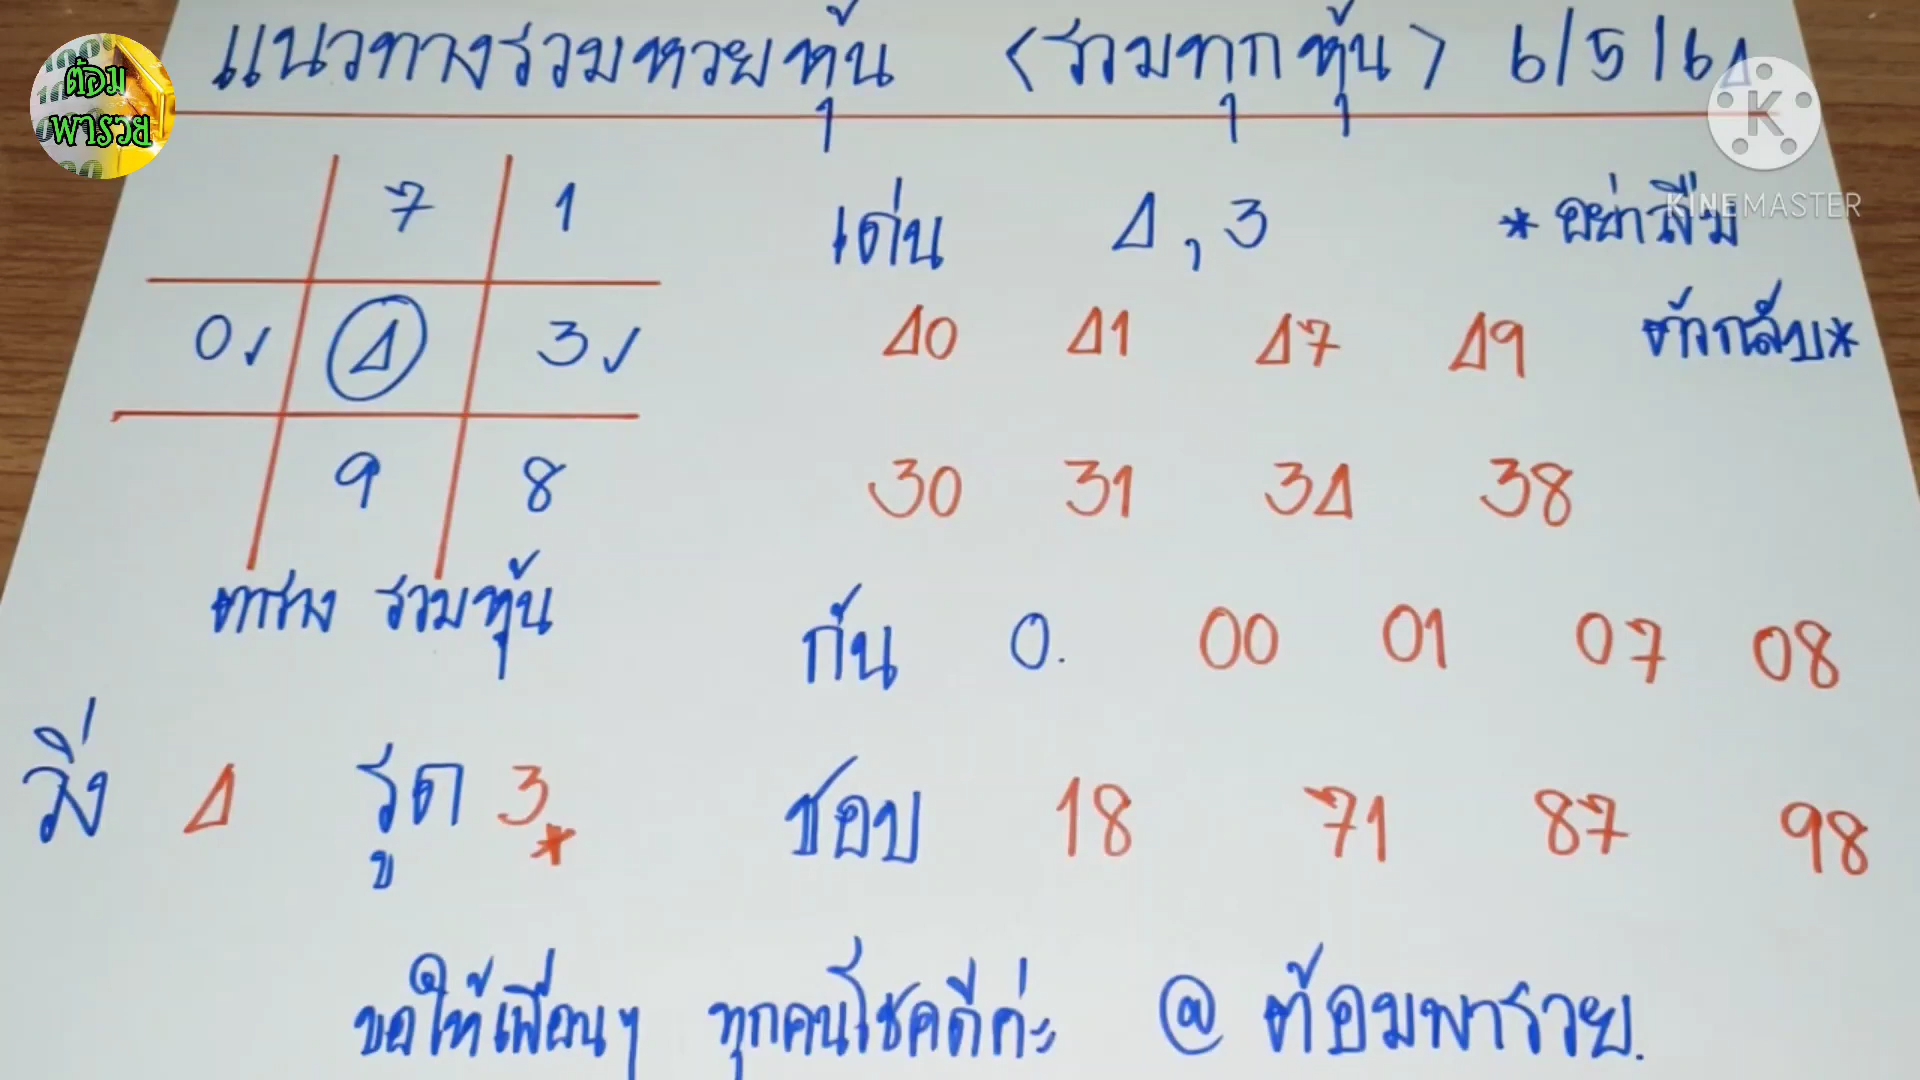 แนวทางรวมหวยหุ้น <รวมทุกหุ้น> 6/5/64
ต้อม
พารวย
K
KINEMASTER
7 1
เด่น 4, 3 *อย่าลืม
0✓ 4 3✓
40 41 47 49 ตัวกลับ*
9 8
30 31 34 38
ตาราง รวมหุ้น
กั้น 0. 00 01 07 08
วิ่ง 4 รูด 3*
ชอบ 18 71 87 98
ขอให้เพื่อนๆ ทุกคนโชคดีค่ะ @ ต้อมพารวย.